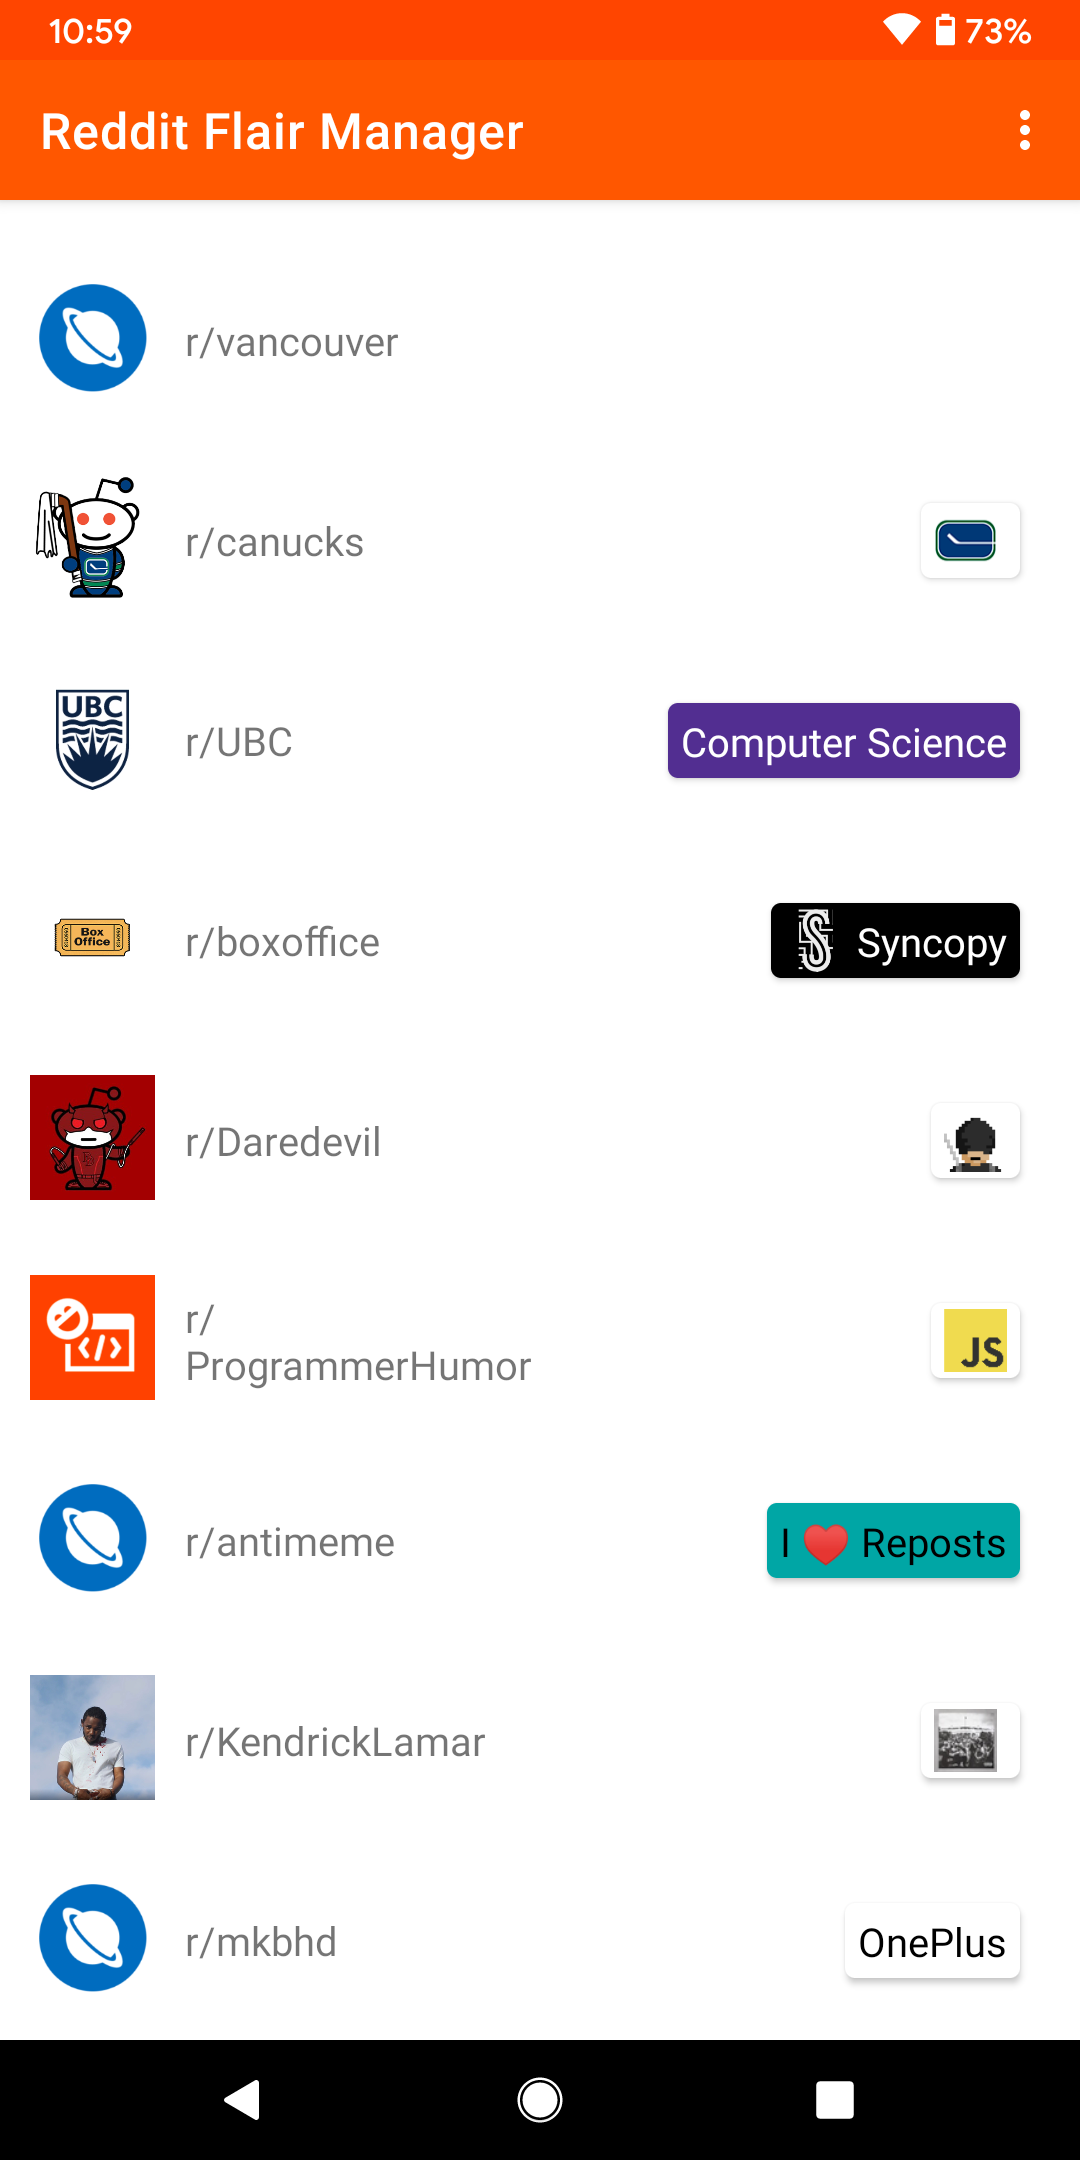 10:59 73%
Reddit Flair Manager
r/vancouver
r/canucks
UBC
r/UBC
Computer Science
Box
Office
r/boxoffice
S Syncopy
r/Daredevil
</>
r/
ProgrammerHumor
JS
r/antimeme
I ❤️ Reposts
r/KendrickLamar
r/mkbhd
OnePlus